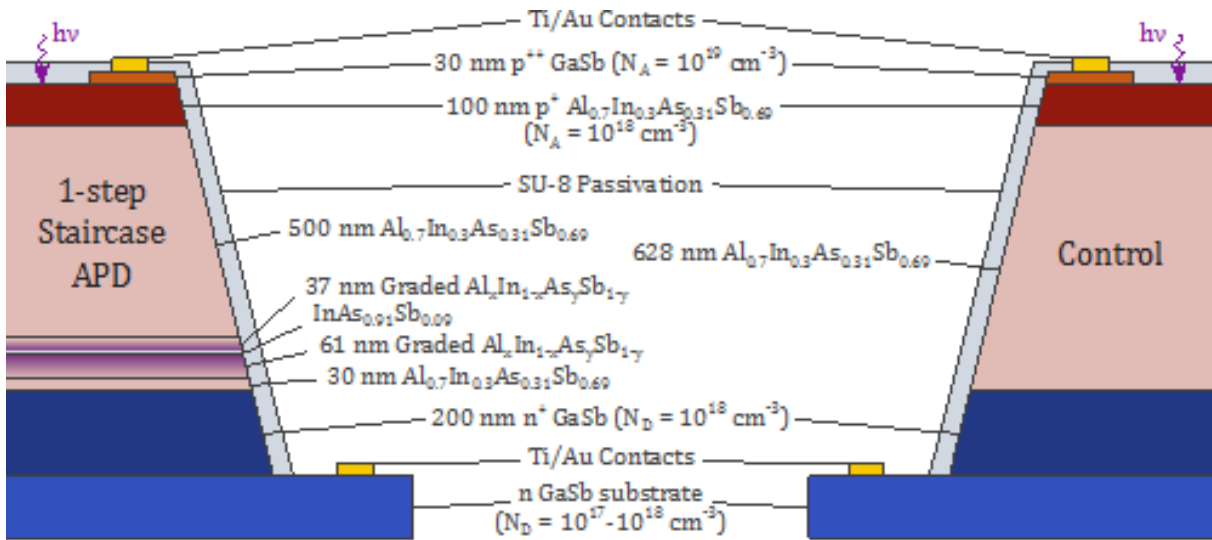 Ti/Au Contacts
hν
hν
30 nm p⁺⁺ GaSb (N_A = 10¹⁹ cm⁻³)
100 nm p⁺ Al₀.₇In₀.₃As₀.₃₁Sb₀.₆₉
(N_A = 10¹⁸ cm⁻³)
1-step
Staircase
APD
SU-8 Passivation
500 nm Al₀.₇In₀.₃As₀.₃₁Sb₀.₆₉
628 nm Al₀.₇In₀.₃As₀.₃₁Sb₀.₆₉
Control
37 nm Graded AlₓIn₁₋ₓAsᵧSb₁₋ᵧ
InAs₀.₉₁Sb₀.₀₉
61 nm Graded AlₓIn₁₋ₓAsᵧSb₁₋ᵧ
30 nm Al₀.₇In₀.₃As₀.₃₁Sb₀.₆₉
200 nm n⁺ GaSb (N_D = 10¹⁸ cm⁻³)
Ti/Au Contacts
n GaSb substrate
(N_D = 10¹⁷-10¹⁸ cm⁻³)